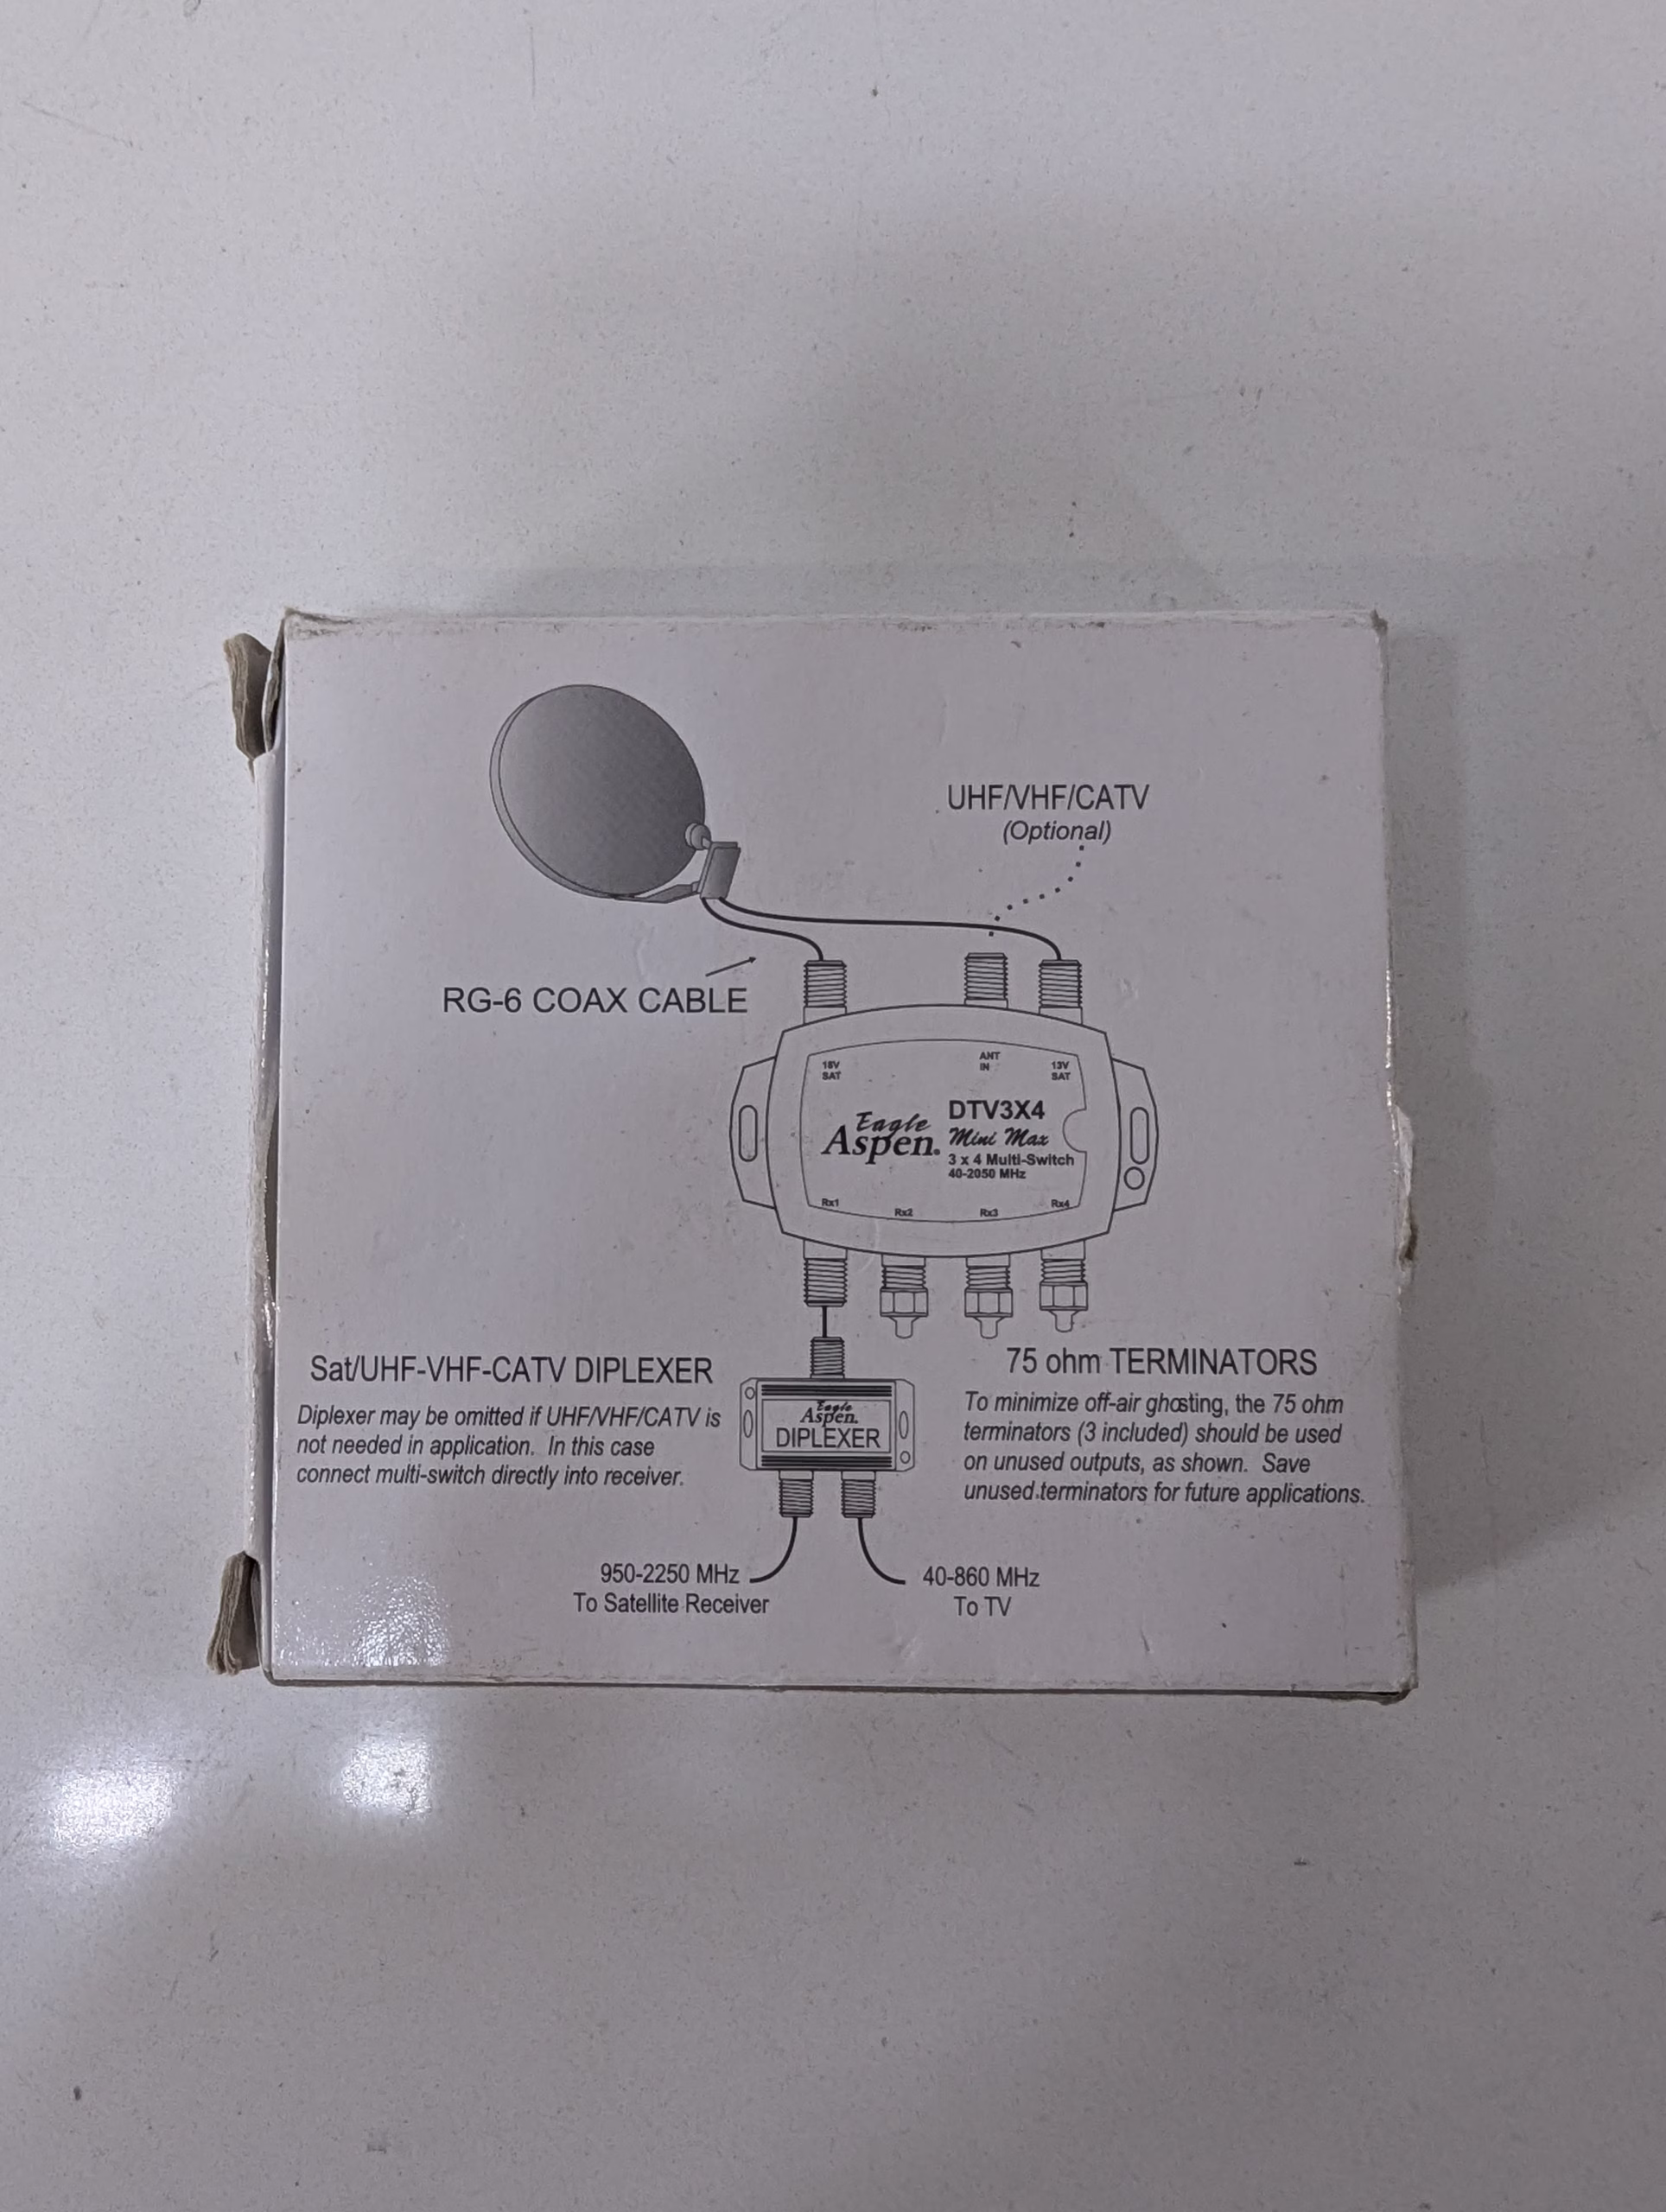 UHF/VHF/CATV
(Optional)
RG-6 COAX CABLE
18V
SAT
ANT
IN
13V
SAT
Eagle
Aspen.
DTV3X4
Mini Max
3 x 4 Multi-Switch
40-2050 MHz
Rx1
Rx2
Rx3
Rx4
Sat/UHF-VHF-CATV DIPLEXER
Diplexer may be omitted if UHF/VHF/CATV is
not needed in application. In this case
connect multi-switch directly into receiver.
Eagle
Aspen.
DIPLEXER
75 ohm TERMINATORS
To minimize off-air ghosting, the 75 ohm
terminators (3 included) should be used
on unused outputs, as shown. Save
unused terminators for future applications.
950-2250 MHz
To Satellite Receiver
40-860 MHz
To TV